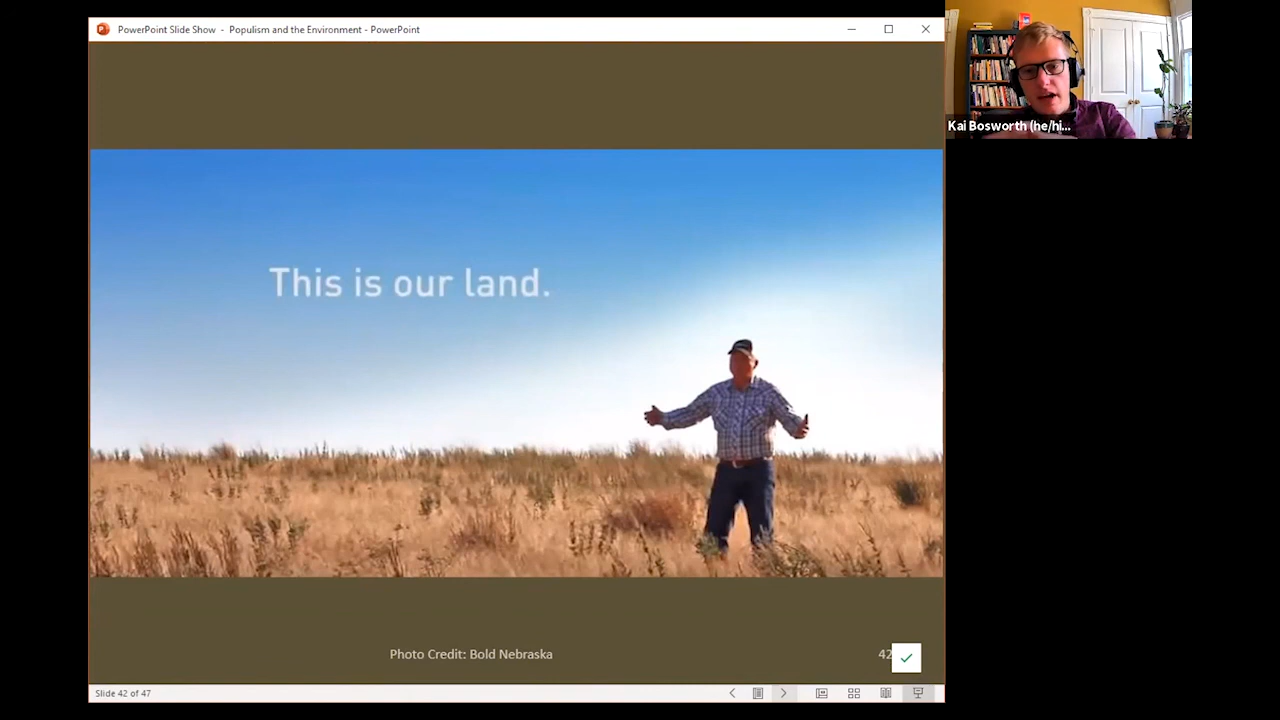 PowerPoint Slide Show - Populism and the Environment - PowerPoint
Kai Bosworth (he/hi...
This is our land.
Photo Credit: Bold Nebraska
42
Slide 42 of 47